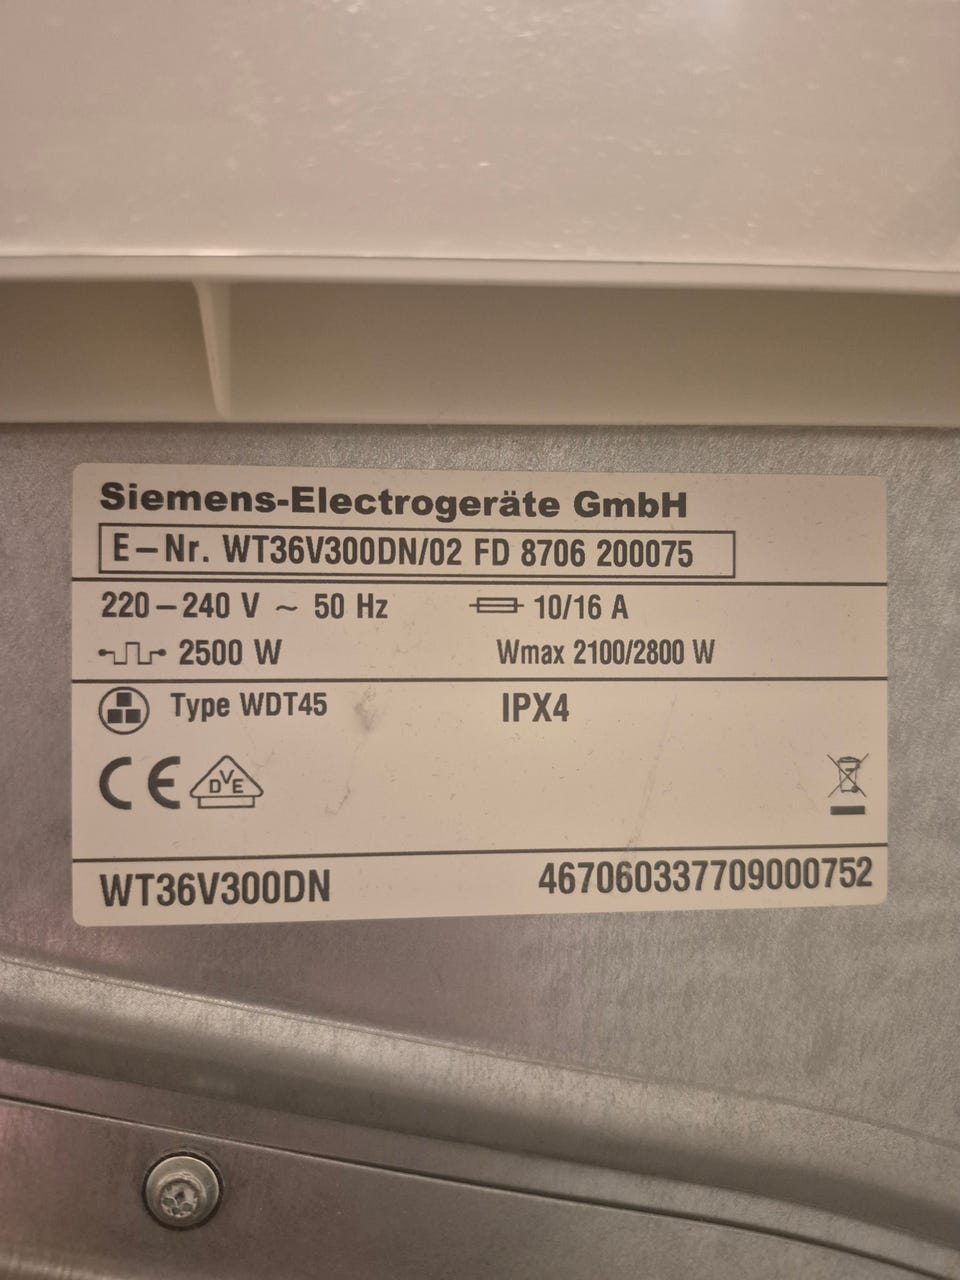 Siemens-Electrogeräte GmbH
E-Nr. WT36V300DN/02 FD 8706 200075
220-240 V ~ 50 Hz 10/16 A
2500 W Wmax 2100/2800 W
Type WDT45 IPX4
CE DVE
WT36V300DN 467060337709000752